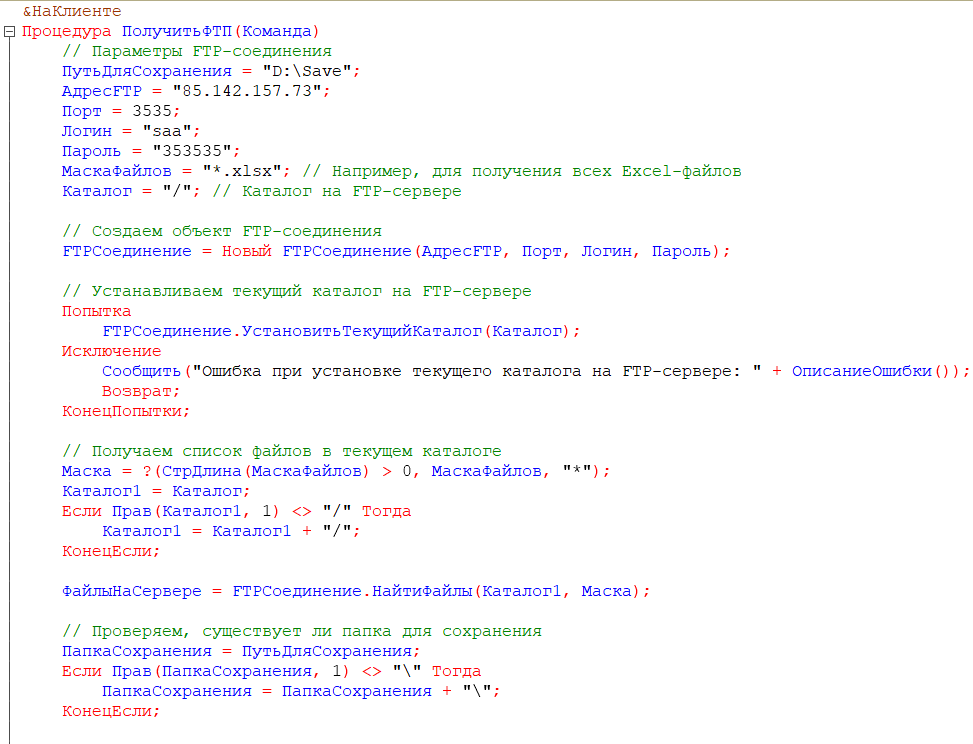 &НаКлиенте
Процедура ПолучитьФТП(Команда)
// Параметры FTP-соединения
ПутьДляСохранения = "D:\Save";
АдресFTP = "85.142.157.73";
Порт = 3535;
Логин = "saa";
Пароль = "353535";
МаскаФайлов = "*.xlsx"; // Например, для получения всех Excel-файлов
Каталог = "/"; // Каталог на FTP-сервере
// Создаем объект FTP-соединения
FTPСоединение = Новый FTPСоединение(АдресFTP, Порт, Логин, Пароль);
// Устанавливаем текущий каталог на FTP-сервере
Попытка
FTPСоединение.УстановитьТекущийКаталог(Каталог);
Исключение
Сообщить("Ошибка при установке текущего каталога на FTP-сервере: " + ОписаниеОшибки());
Возврат;
КонецПопытки;
// Получаем список файлов в текущем каталоге
Маска = ?(СтрДлина(МаскаФайлов) > 0, МаскаФайлов, "*");
Каталог1 = Каталог;
Если Прав(Каталог1, 1) <> "/" Тогда
Каталог1 = Каталог1 + "/";
КонецЕсли;
ФайлыНаСервере = FTPСоединение.НайтиФайлы(Каталог1, Маска);
// Проверяем, существует ли папка для сохранения
ПапкаСохранения = ПутьДляСохранения;
Если Прав(ПапкаСохранения, 1) <> "\" Тогда
ПапкаСохранения = ПапкаСохранения + "\";
КонецЕсли;